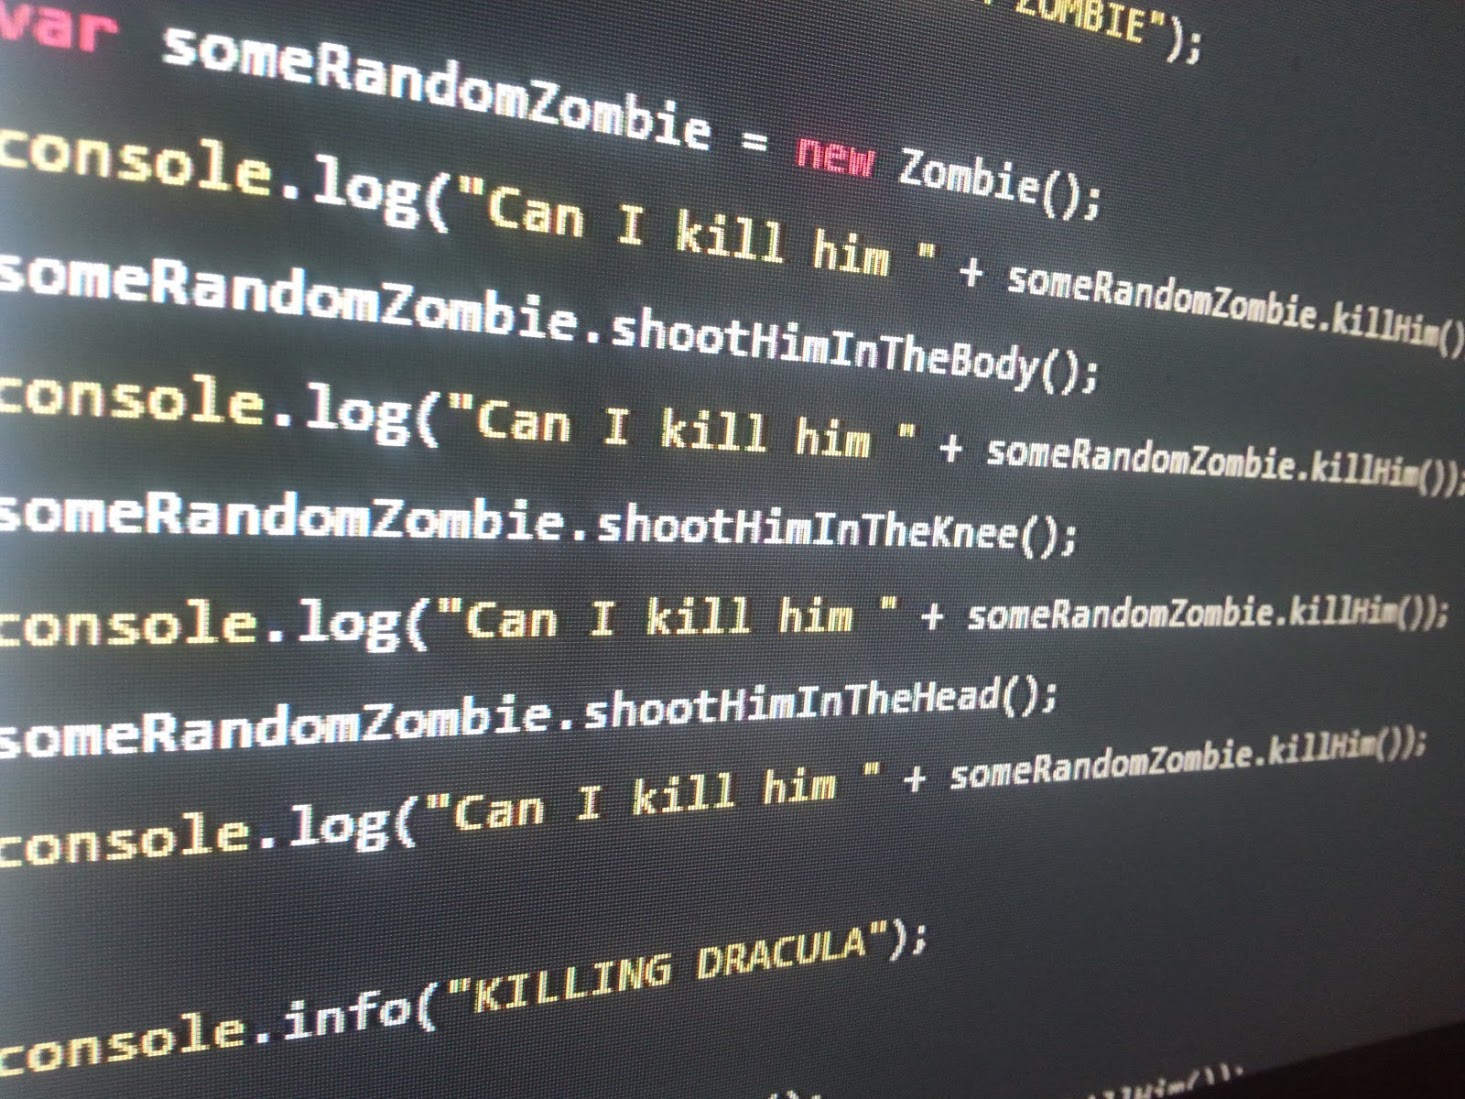 ZOMBIE");
var someRandomZombie = new Zombie();
console.log("Can I kill him " + someRandomZombie.killHim()
someRandomZombie.shootHimInTheBody();
console.log("Can I kill him " + someRandomZombie.killHim());
someRandomZombie.shootHimInTheKnee();
console.log("Can I kill him " + someRandomZombie.killHim());
someRandomZombie.shootHimInTheHead();
console.log("Can I kill him " + someRandomZombie.killHim());
console.info("KILLING DRACULA");